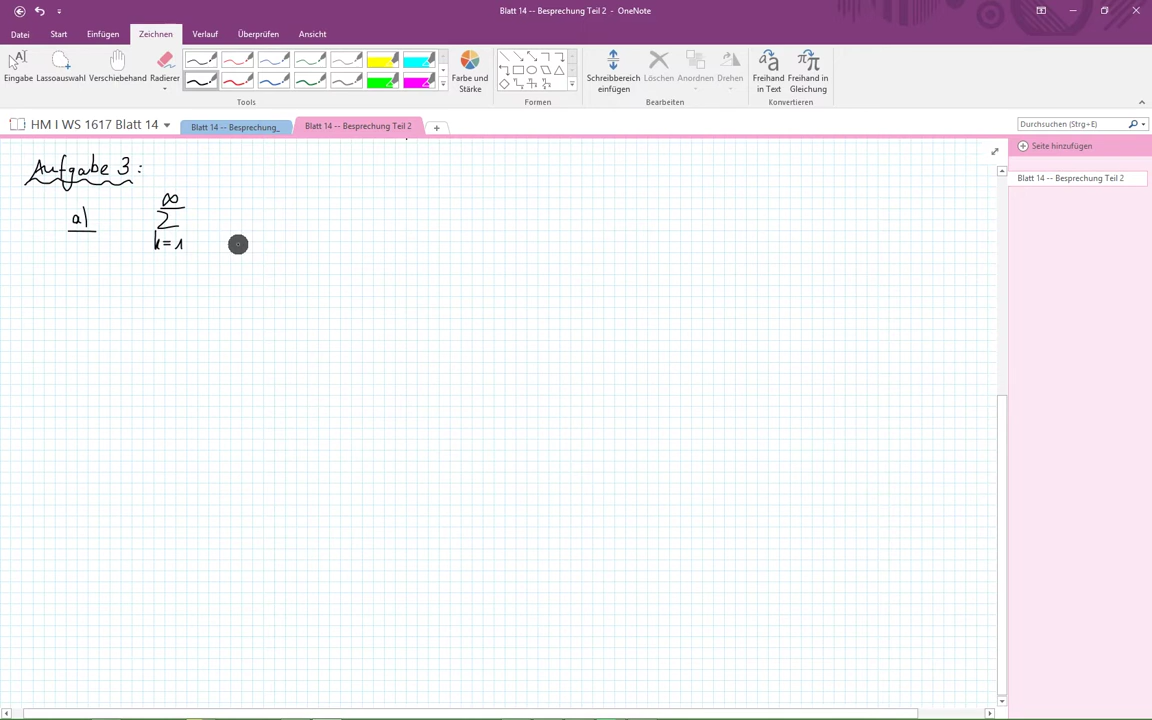 Blatt 14 -- Besprechung Teil 2 - OneNote
Datei Start Einfügen Zeichnen Verlauf Überprüfen Ansicht
Eingabe Lassoauswahl Verschiebehand Radierer
Farbe und Stärke
Schreibbereich einfügen Löschen Anordnen Drehen
Freihand in Text Freihand in Gleichung
Tools Formen Bearbeiten Konvertieren
HM I WS 1617 Blatt 14 Blatt 14 -- Besprechung_ Blatt 14 -- Besprechung Teil 2 Durchsuchen (Strg+E)
Seite hinzufügen
Blatt 14 -- Besprechung Teil 2
Aufgabe 3:
a) ∞
∑
k=1